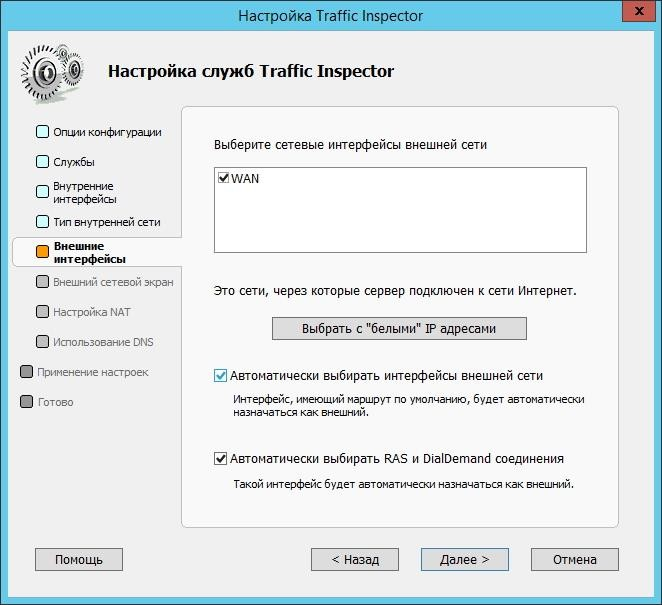 Настройка Traffic Inspector
x
Настройка служб Traffic Inspector
Опции конфигурации
Службы
Внутренние
интерфейсы
Тип внутренней сети
Внешние
интерфейсы
Внешний сетевой экран
Настройка NAT
Использование DNS
Применение настроек
Готово
Выберите сетевые интерфейсы внешней сети
WAN
Это сети, через которые сервер подключен к сети Интернет.
Выбрать с "белыми" IP адресами
Автоматически выбирать интерфейсы внешней сети
Интерфейс, имеющий маршрут по умолчанию, будет автоматически
назначаться как внешний.
Автоматически выбирать RAS и DialDemand соединения
Такой интерфейс будет автоматически назначаться как внешний.
Помощь
< Назад
Далее >
Отмена